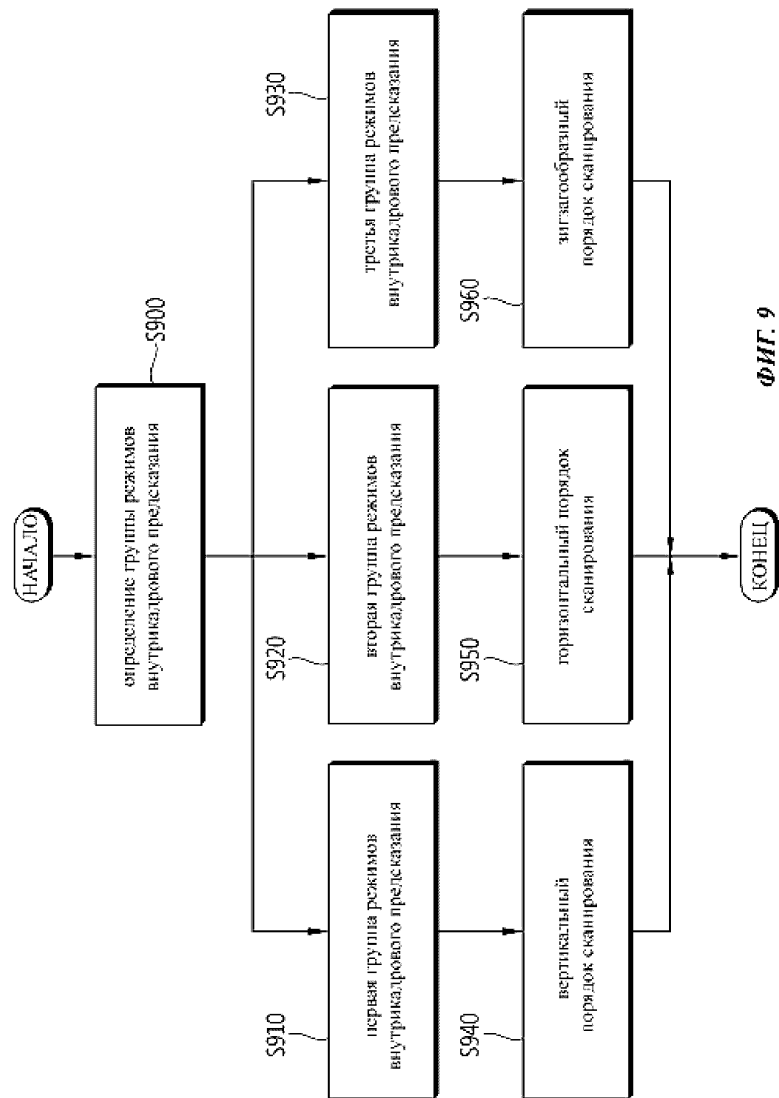 НАЧАЛО
S900
определение группы режимов
внутрикадрового предсказания
S910
первая группа режимов
внутрикадрового предсказания
S920
вторая группа режимов
внутрикадрового предсказания
S930
третья группа режимов
внутрикадрового предсказания
S940
вертикальный
порядок сканирования
S950
горизонтальный порядок
сканирования
S960
зигзагообразный
порядок сканирования
КОНЕЦ
ФИГ. 9